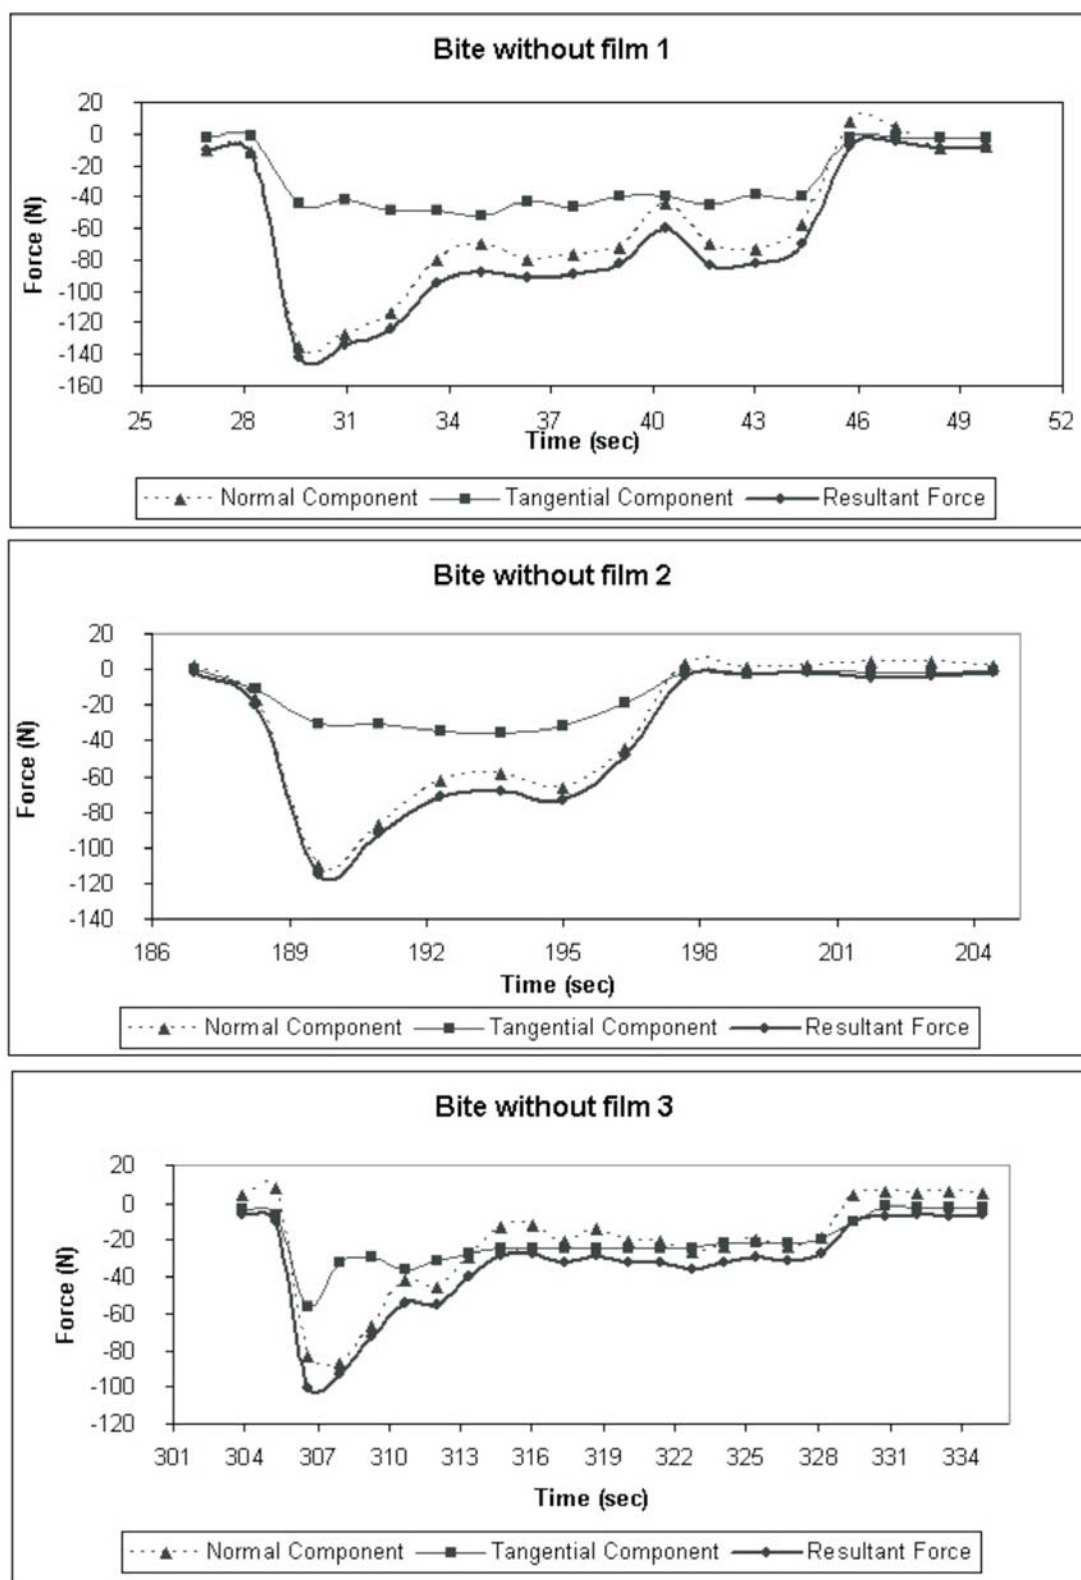 Bite without film 1
20
0
-20
-40
-60
-80
-100
-120
-140
-160
Force (N)
25 28 31 34 37 40 43 46 49 52
Time (sec)
Normal Component Tangential Component Resultant Force
Bite without film 2
20
0
-20
-40
-60
-80
-100
-120
-140
Force (N)
186 189 192 195 198 201 204
Time (sec)
Normal Component Tangential Component Resultant Force
Bite without film 3
20
0
-20
-40
-60
-80
-100
-120
Force (N)
301 304 307 310 313 316 319 322 325 328 331 334
Time (sec)
Normal Component Tangential Component Resultant Force